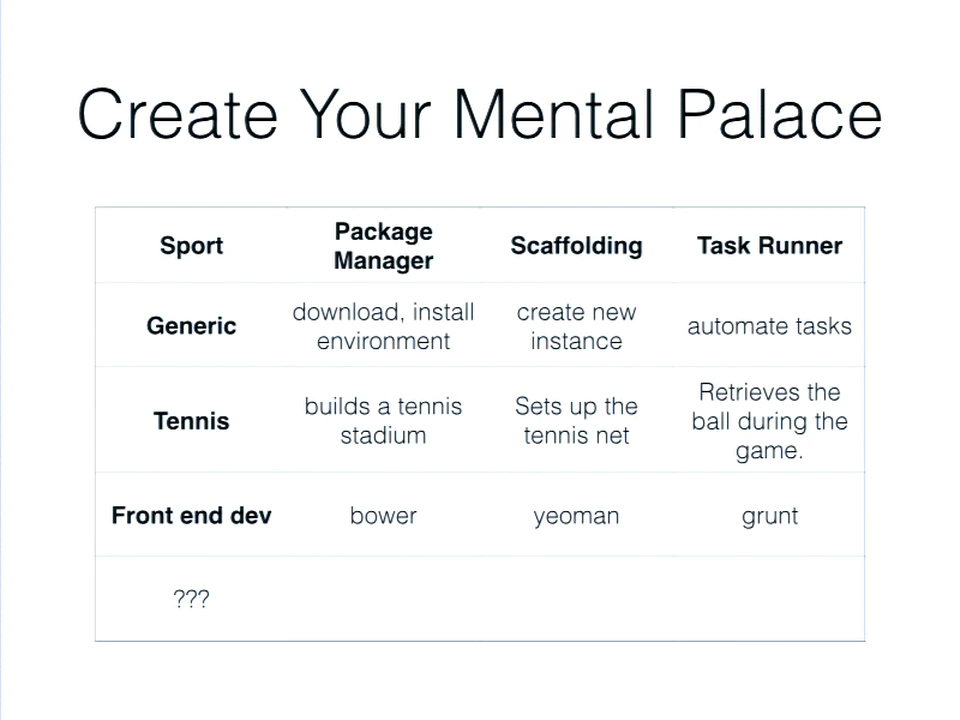 Create Your Mental Palace
Sport
Package
Manager
Scaffolding
Task Runner
Generic
download, install
environment
create new
instance
automate tasks
Tennis
builds a tennis
stadium
Sets up the
tennis net
Retrieves the
ball during the
game.
Front end dev
bower
yeoman
grunt
???